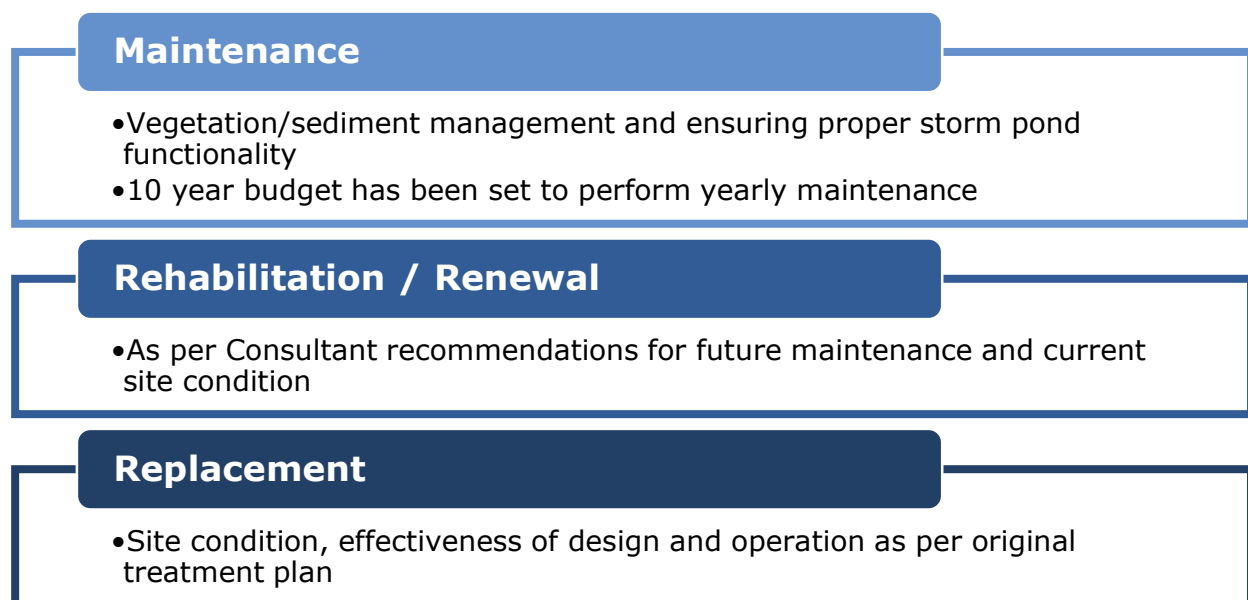 Maintenance
•Vegetation/sediment management and ensuring proper storm pond
functionality
•10 year budget has been set to perform yearly maintenance
Rehabilitation / Renewal
•As per Consultant recommendations for future maintenance and current
site condition
Replacement
•Site condition, effectiveness of design and operation as per original
treatment plan